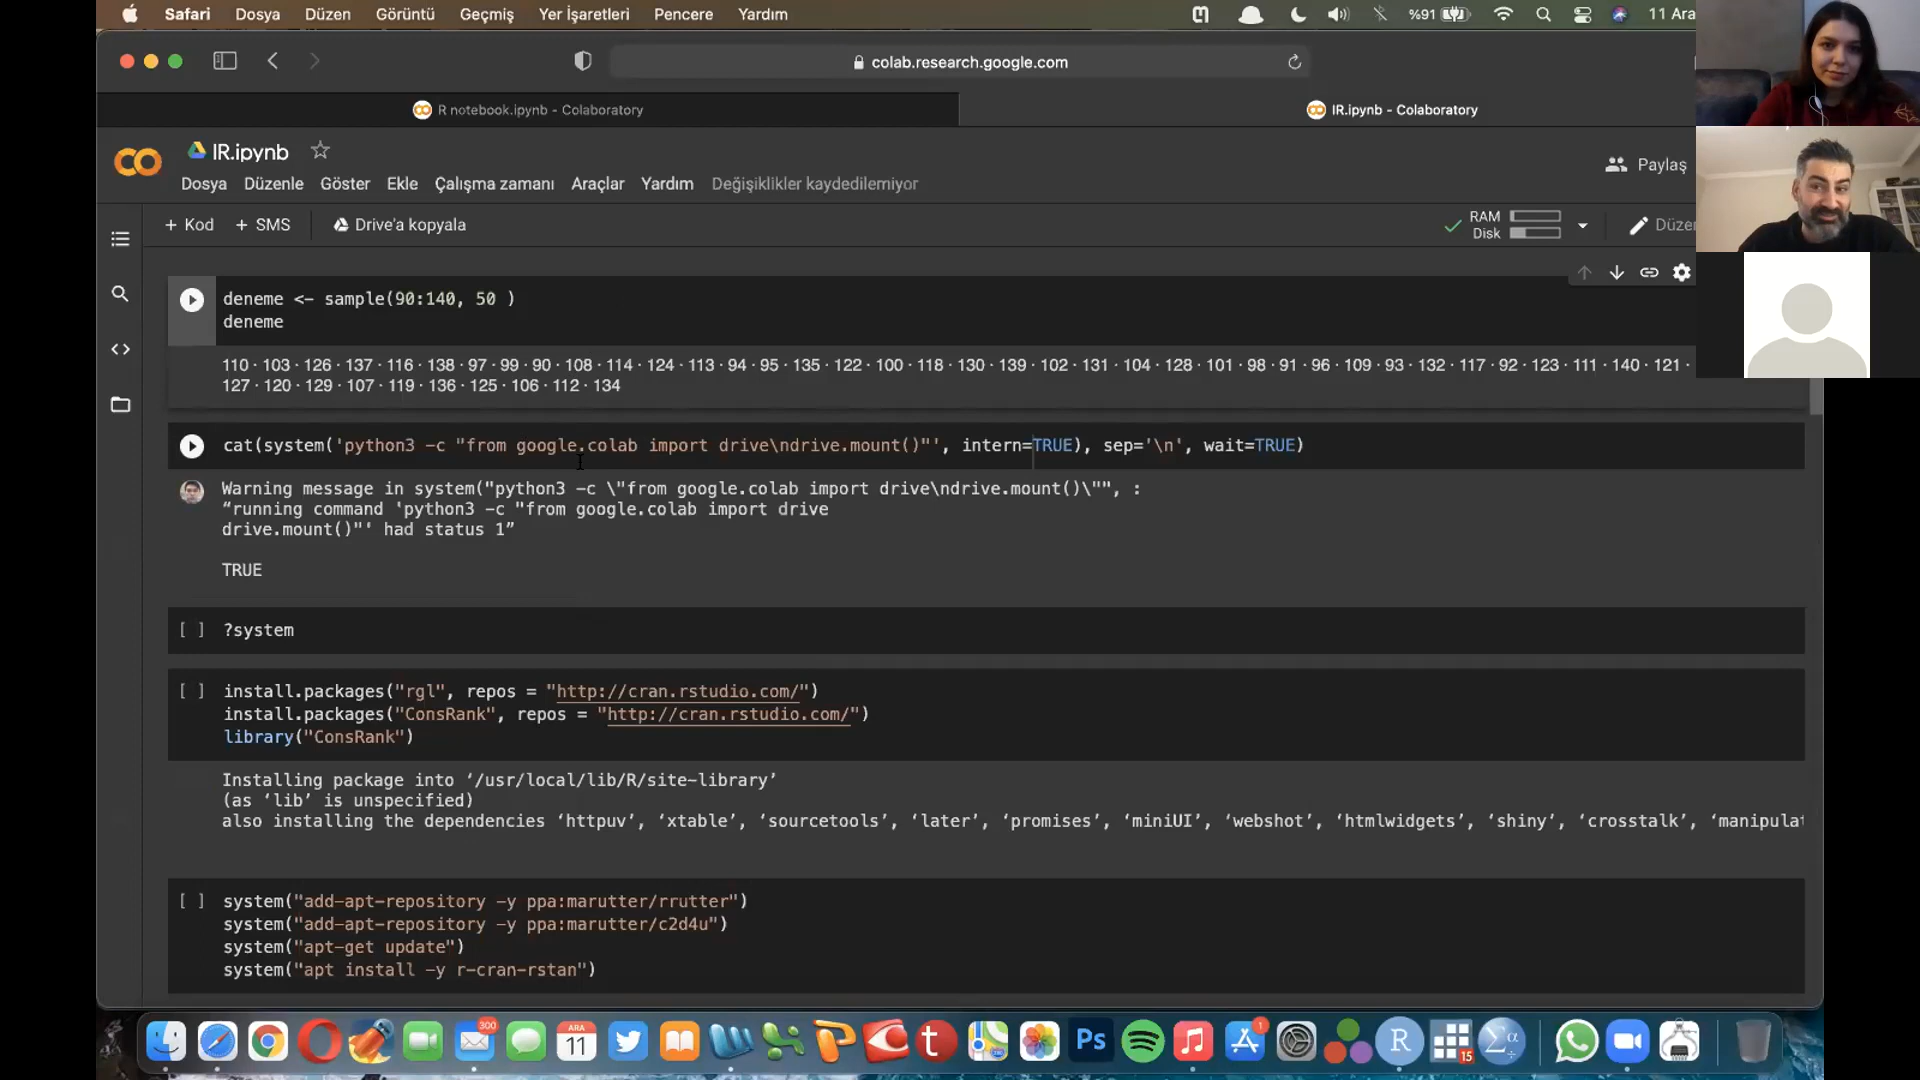 Safari Dosya Düzen Görüntü Geçmiş Yer İşaretleri Pencere Yardım %91 11 Ara
colab.research.google.com
R notebook.ipynb - Colaboratory IR.ipynb - Colaboratory
IR.ipynb
Paylaş
Dosya Düzenle Göster Ekle Çalışma zamanı Araçlar Yardım Değişiklikler kaydedilemiyor
+ Kod + SMS Drive'a kopyala
RAM
Disk
Düzen
deneme <- sample(90:140, 50 )
deneme
110 · 103 · 126 · 137 · 116 · 138 · 97 · 99 · 90 · 108 · 114 · 124 · 113 · 94 · 95 · 135 · 122 · 100 · 118 · 130 · 139 · 102 · 131 · 104 · 128 · 101 · 98 · 91 · 96 · 109 · 93 · 132 · 117 · 92 · 123 · 111 · 140 · 121 ·
127 · 120 · 129 · 107 · 119 · 136 · 125 · 106 · 112 · 134
cat(system('python3 -c "from google.colab import drive\ndrive.mount()"', intern=TRUE), sep='\n', wait=TRUE)
Warning message in system("python3 -c \"from google.colab import drive\ndrive.mount()\"", :
“running command 'python3 -c "from google.colab import drive
drive.mount()"' had status 1”
TRUE
[ ] ?system
[ ] install.packages("rgl", repos = "http://cran.rstudio.com/")
install.packages("ConsRank", repos = "http://cran.rstudio.com/")
library("ConsRank")
Installing package into ‘/usr/local/lib/R/site-library’
(as ‘lib’ is unspecified)
also installing the dependencies ‘httpuv’, ‘xtable’, ‘sourcetools’, ‘later’, ‘promises’, ‘miniUI’, ‘webshot’, ‘htmlwidgets’, ‘shiny’, ‘crosstalk’, ‘manipulat
[ ] system("add-apt-repository -y ppa:marutter/rrutter")
system("add-apt-repository -y ppa:marutter/c2d4u")
system("apt-get update")
system("apt install -y r-cran-rstan")
300
ARA
11
Ps
1
R
15
Σα